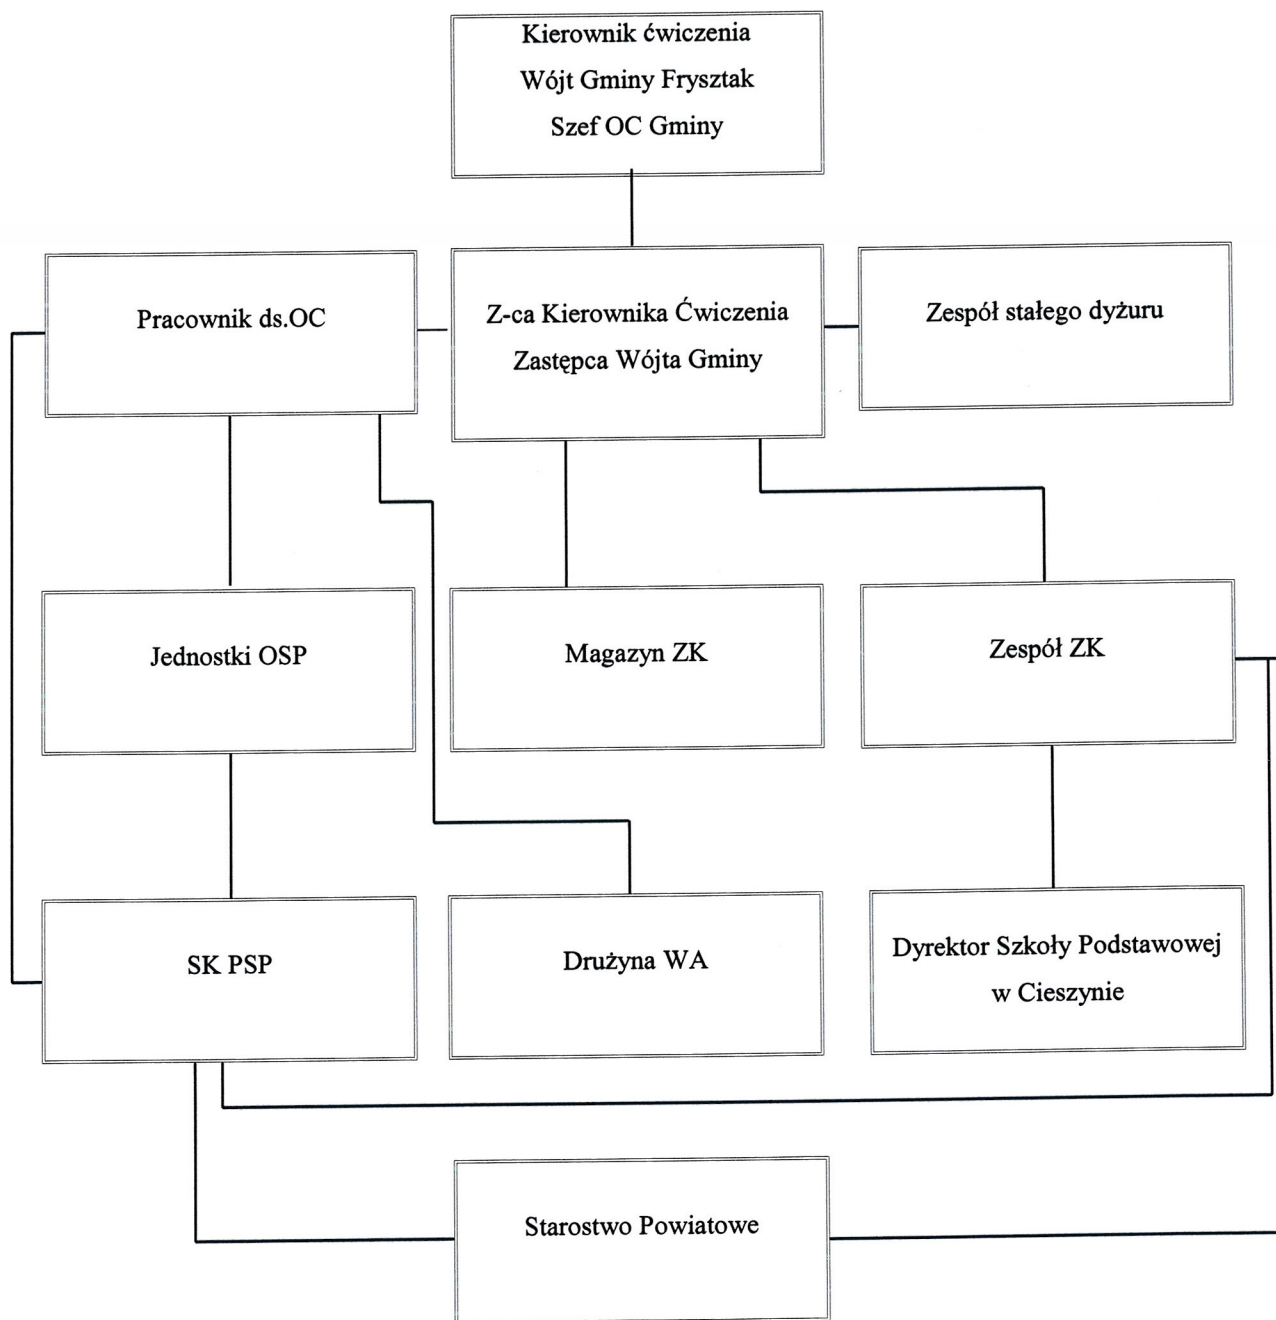 Kierownik ćwiczenia
Wójt Gminy Frysztak
Szef OC Gminy
Pracownik ds.OC
Z-ca Kierownika Ćwiczenia
Zastępca Wójta Gminy
Zespół stałego dyżuru
Jednostki OSP
Magazyn ZK
Zespół ZK
SK PSP
Drużyna WA
Dyrektor Szkoły Podstawowej
w Cieszynie
Starostwo Powiatowe